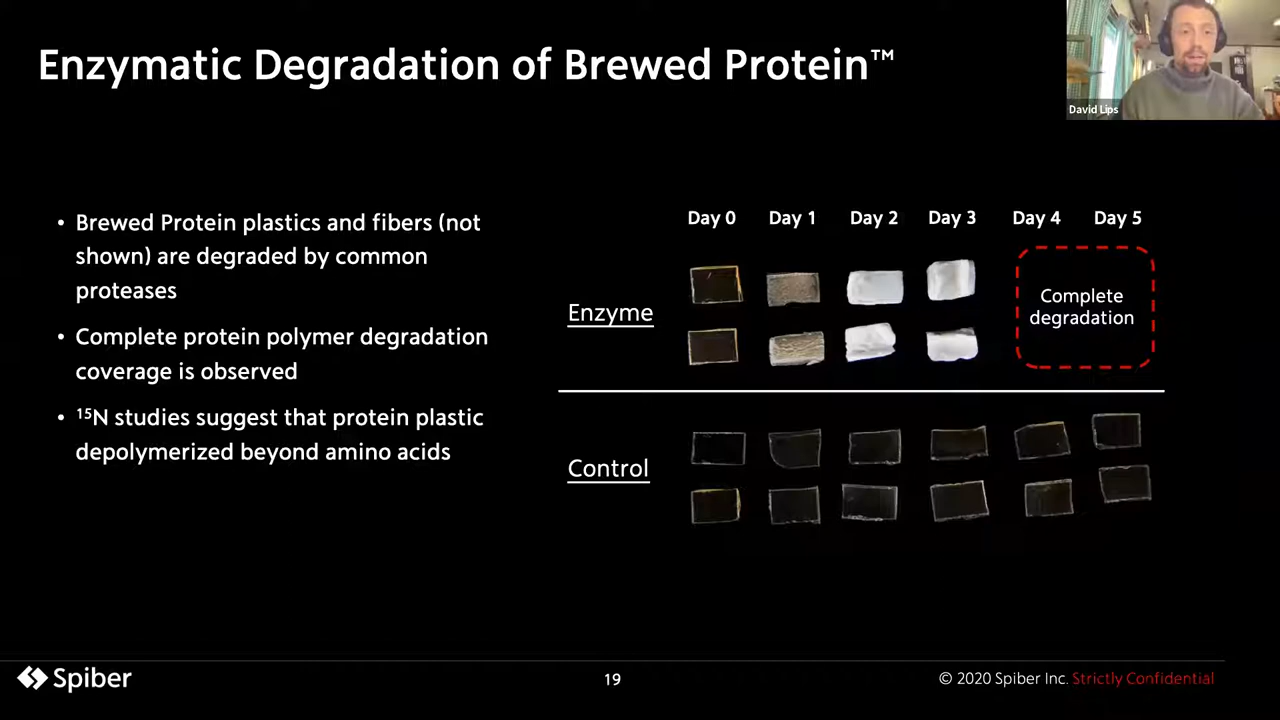 Enzymatic Degradation of Brewed Protein™
David Lips
• Brewed Protein plastics and fibers (not
shown) are degraded by common
proteases
• Complete protein polymer degradation
coverage is observed
• ¹⁵N studies suggest that protein plastic
depolymerized beyond amino acids
Day 0 Day 1 Day 2 Day 3 Day 4 Day 5
Enzyme
Complete
degradation
Control
Spiber
19
© 2020 Spiber Inc. Strictly Confidential